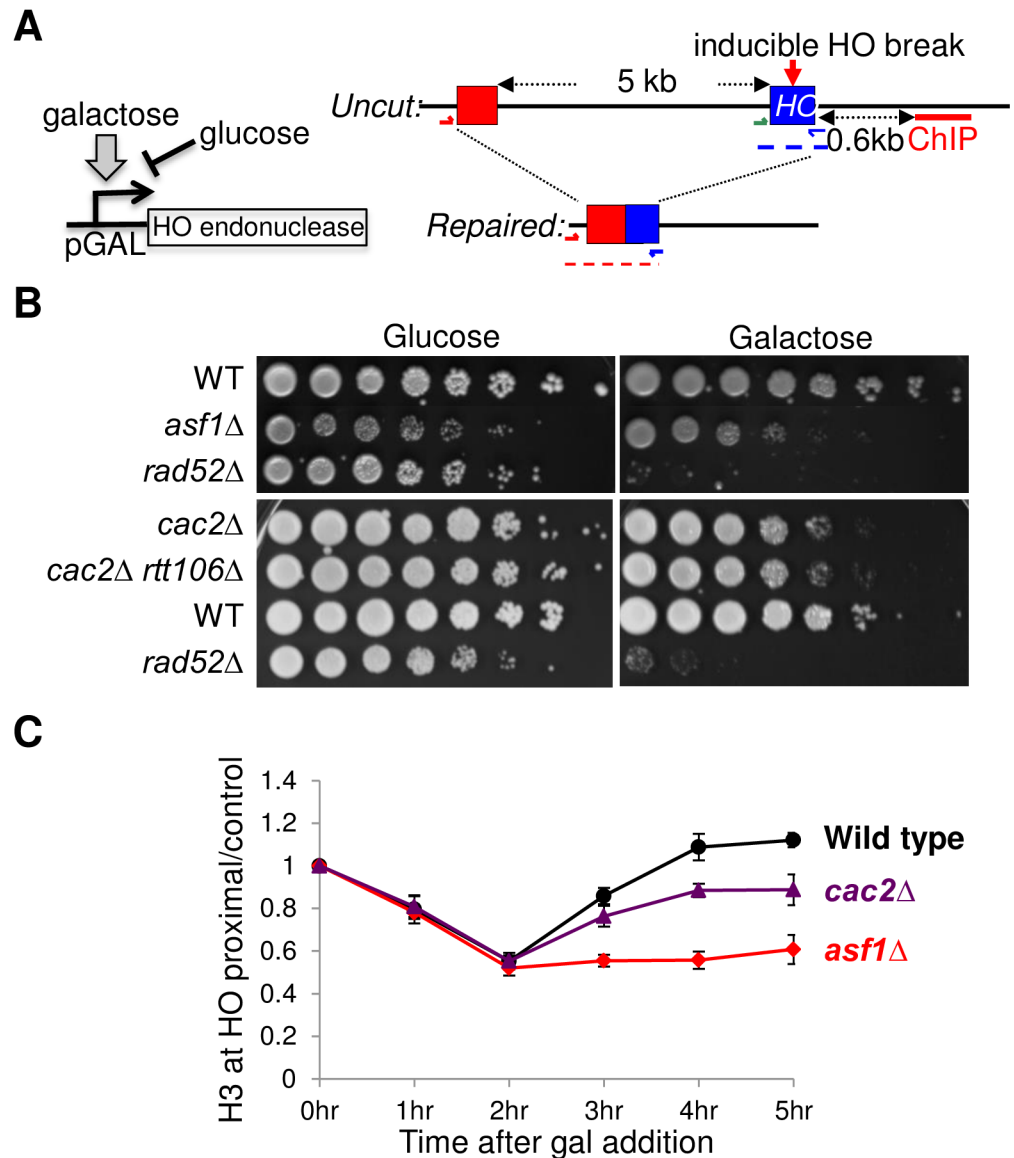 A
inducible HO break
5 kb
Uncut:
HO
galactose
glucose
0.6kb ChIP
pGAL
HO endonuclease
Repaired:
B
Glucose
Galactose
WT
asf1Δ
rad52Δ
cac2Δ
cac2Δ rtt106Δ
WT
rad52Δ
C
H3 at HO proximal/control
1.4
1.2
1
0.8
0.6
0.4
0.2
0
Wild type
cac2Δ
asf1Δ
0hr
1hr
2hr
3hr
4hr
5hr
Time after gal addition